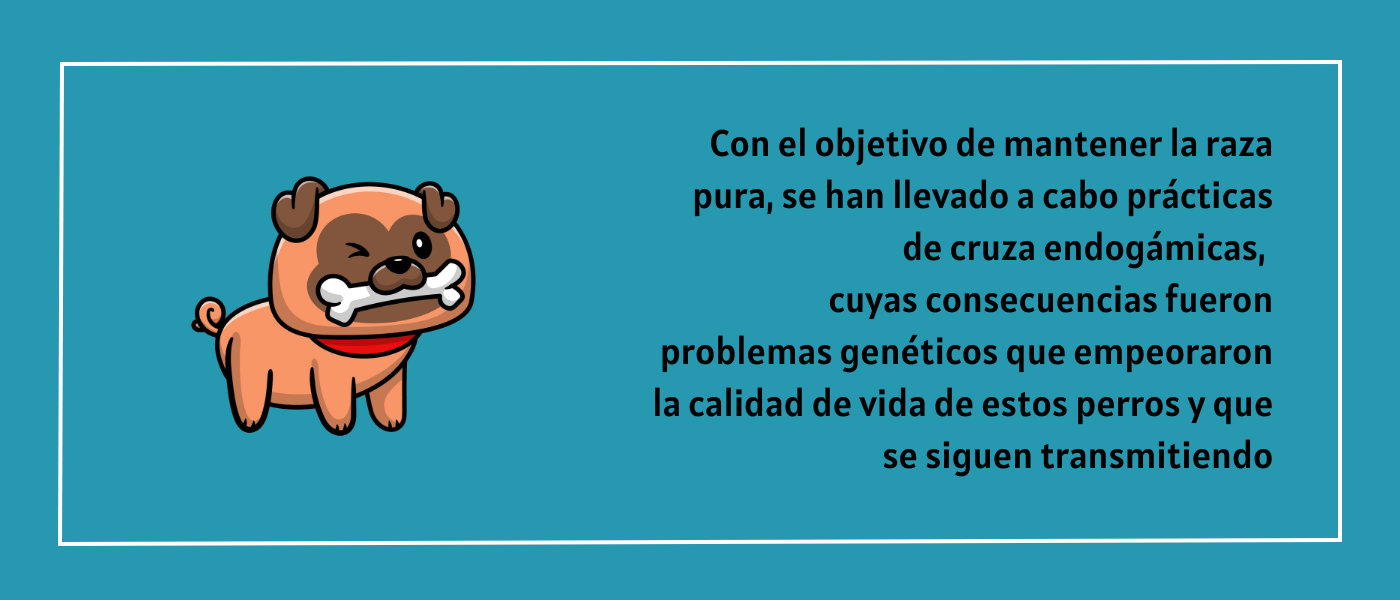 Con el objetivo de mantener la raza
pura, se han llevado a cabo prácticas
de cruza endogámicas,
cuyas consecuencias fueron
problemas genéticos que empeoraron
la calidad de vida de estos perros y que
se siguen transmitiendo